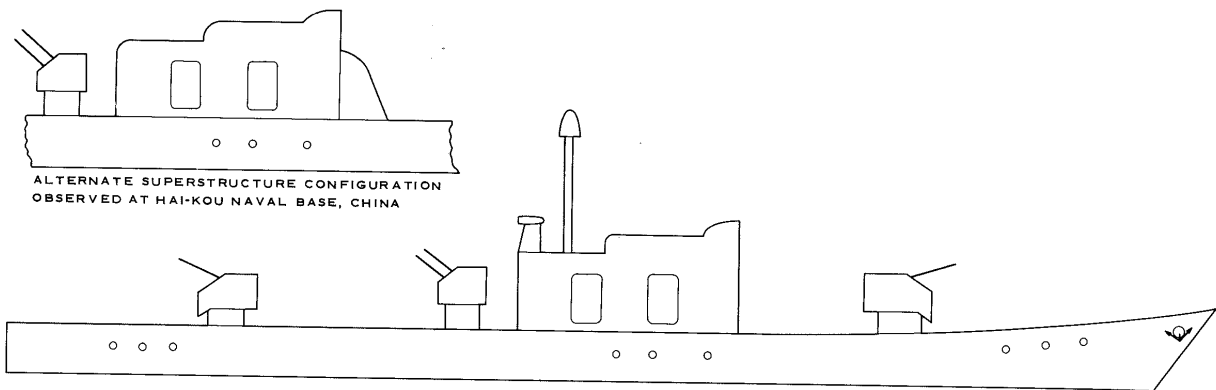 ALTERNATE SUPERSTRUCTURE CONFIGURATION
OBSERVED AT HAI-KOU NAVAL BASE, CHINA